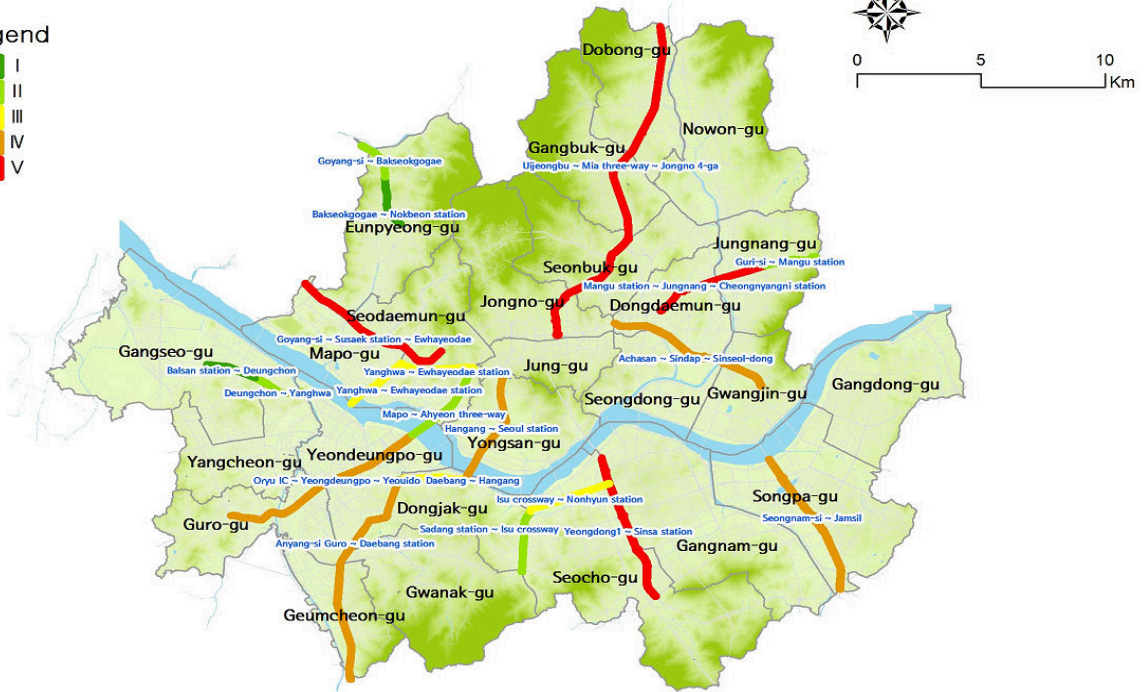 gend
I
II
III
IV
V
0 5 10
Km
Dobong-gu
Nowon-gu
Gangbuk-gu
Uijeongbu ~ Mia three-way ~ Jongno 4-ga
Goyang-si ~ Bakseokgogae
Bakseokgogae ~ Nokbeon station
Eunpyeong-gu
Jungnang-gu
Guri-si ~ Mangu station
Seonbuk-gu
Mangu station ~ Jungnang ~ Cheongnyangni station
Jongno-gu
Dongdaemun-gu
Seodaemun-gu
Goyang-si ~ Susaek station ~ Ewhayeodae
Mapo-gu
Gangseo-gu
Balsan station ~ Deungchon
Yanghwa ~ Ewhayeodae station
Jung-gu
Achasan ~ Sindap ~ Sinseol-dong
Deungchon ~ Yanghwa
Yanghwa ~ Ewhayeodae station
Seongdong-gu
Gwangjin-gu
Gangdong-gu
Mapo ~ Ahyeon three-way
Hangang ~ Seoul station
Yongsan-gu
Yangcheon-gu
Yeondeungpo-gu
Oryu IC ~ Yeongdeungpo ~ Yeouido
Daebang ~ Hangang
Isu crossway ~ Nonhyun station
Songpa-gu
Seongnam-si ~ Jamsil
Guro-gu
Dongjak-gu
Sadang station ~ Isu crossway
Yeongdong1 ~ Sinsa station
Anyang-si Guro ~ Daebang station
Gangnam-gu
Seocho-gu
Gwanak-gu
Geumcheon-gu